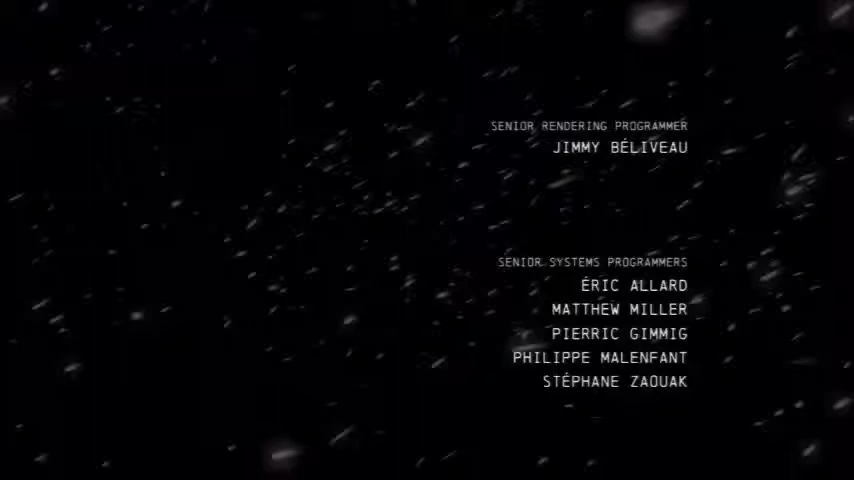 SENIOR RENDERING PROGRAMMER
JIMMY BÉLIVEAU
SENIOR SYSTEMS PROGRAMMERS
ÉRIC ALLARD
MATTHEW MILLER
PIERRIC GIMMIG
PHILIPPE MALENFANT
STÉPHANE ZAOUAK